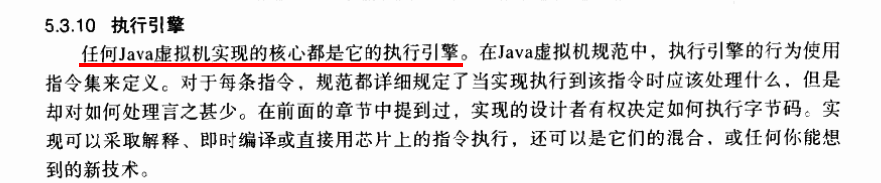 5.3.10 执行引擎
任何Java虚拟机实现的核心都是它的执行引擎。在Java虚拟机规范中，执行引擎的行为使用
指令集来定义。对于每条指令，规范都详细规定了当实现执行到该指令时应该处理什么，但是
却对如何处理言之甚少。在前面的章节中提到过，实现的设计者有权决定如何执行字节码。实
现可以采取解释、即时编译或直接用芯片上的指令执行，还可以是它们的混合，或任何你能想
到的新技术。